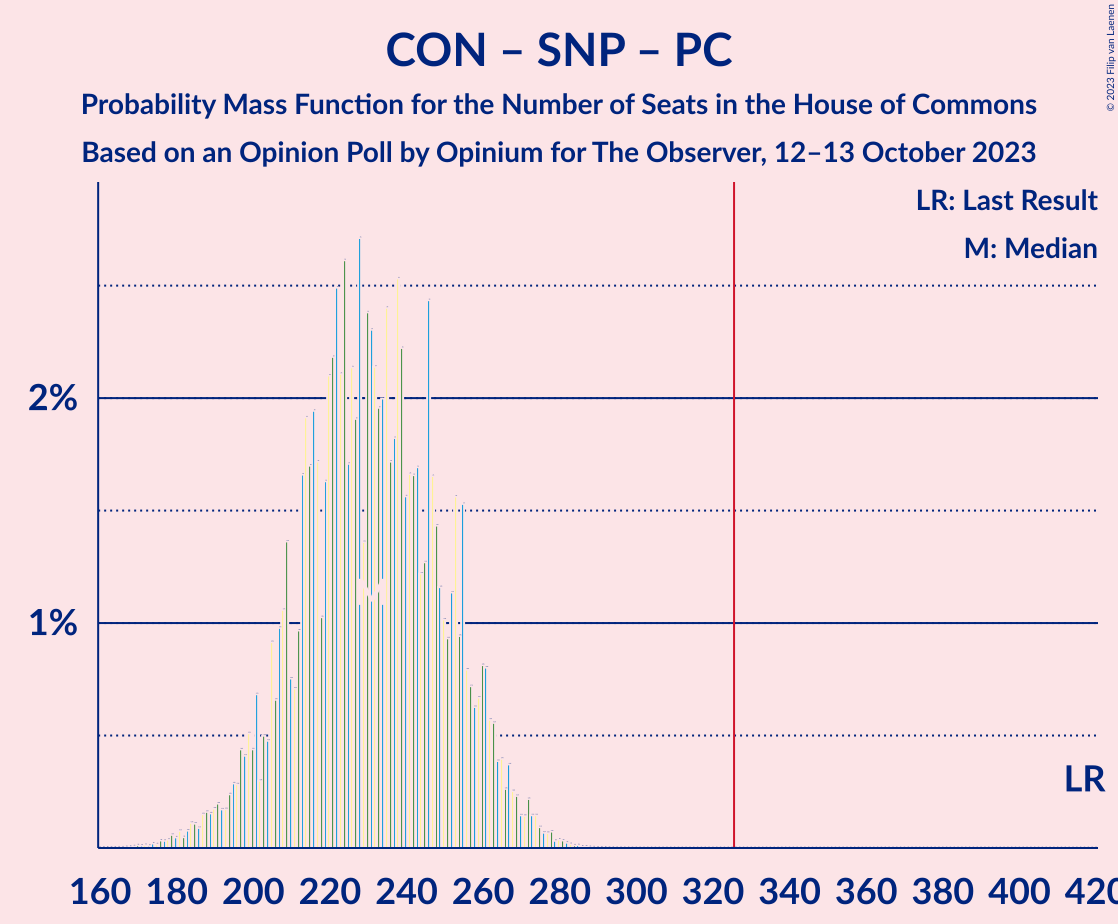 CON – SNP – PC
Probability Mass Function for the Number of Seats in the House of Commons
Based on an Opinion Poll by Opinium for The Observer, 12–13 October 2023
© 2023 Filip van Laenen
LR: Last Result
M: Median
2%
1%
LR
160 180 200 220 240 260 280 300 320 340 360 380 400 420